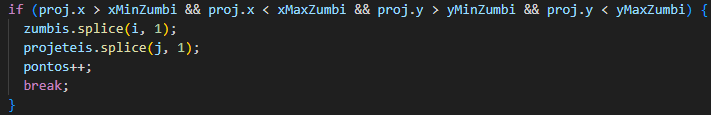 if (proj.x > xMinZumbi && proj.x < xMaxZumbi && proj.y > yMinZumbi && proj.y < yMaxZumbi) {
  zumbis.splice(i, 1);
  projeteis.splice(j, 1);
  pontos++;
  break;
}